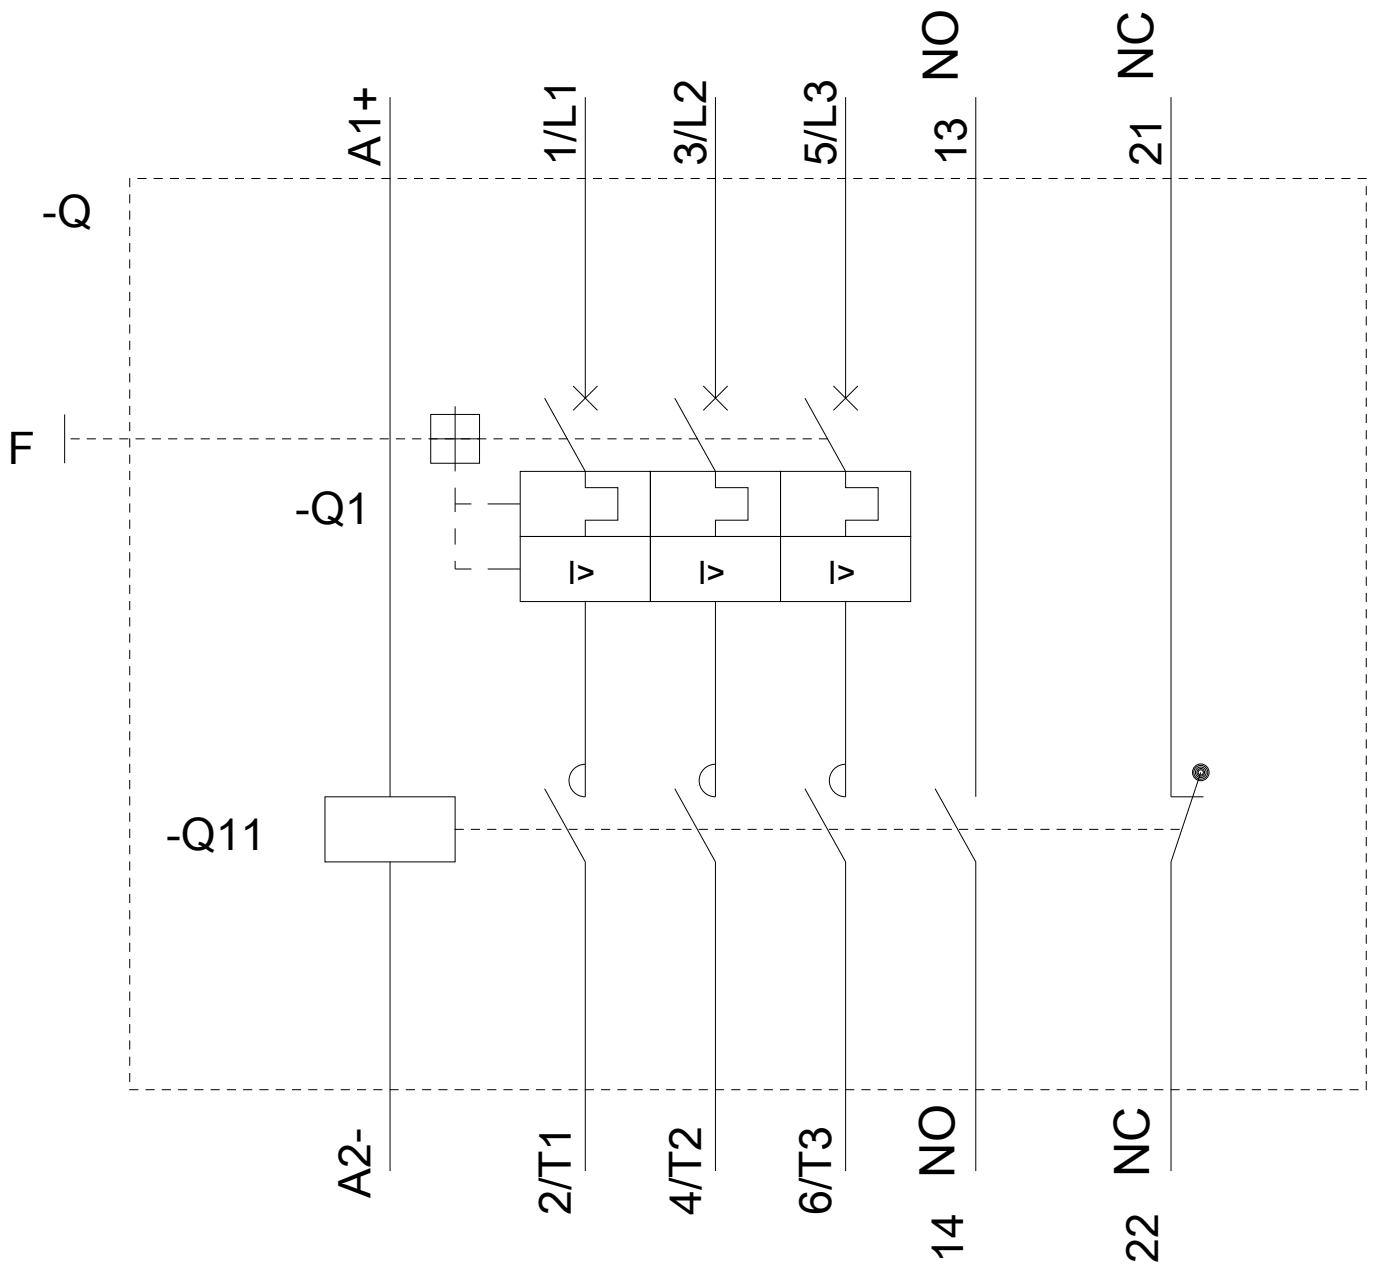 NO
NC
A1+
1/L1
3/L2
5/L3
13
21
-Q
F
-Q1
I>
I>
I>
-Q11
A2-
2/T1
4/T2
6/T3
NO
NC
14
22